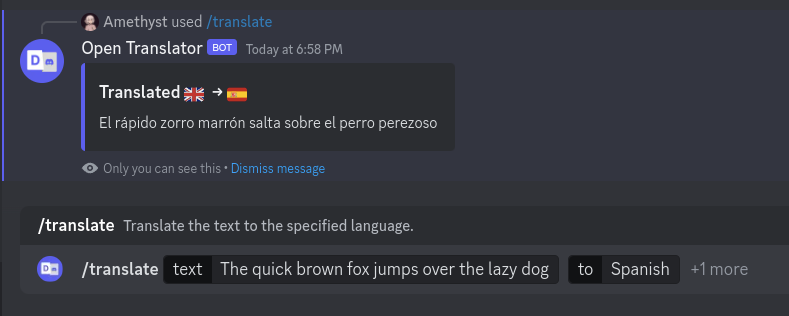 Amethyst used /translate
Open Translator BOT Today at 6:58 PM
Translated →
El rápido zorro marrón salta sobre el perro perezoso
Only you can see this • Dismiss message
/translate Translate the text to the specified language.
/translate text The quick brown fox jumps over the lazy dog to Spanish +1 more